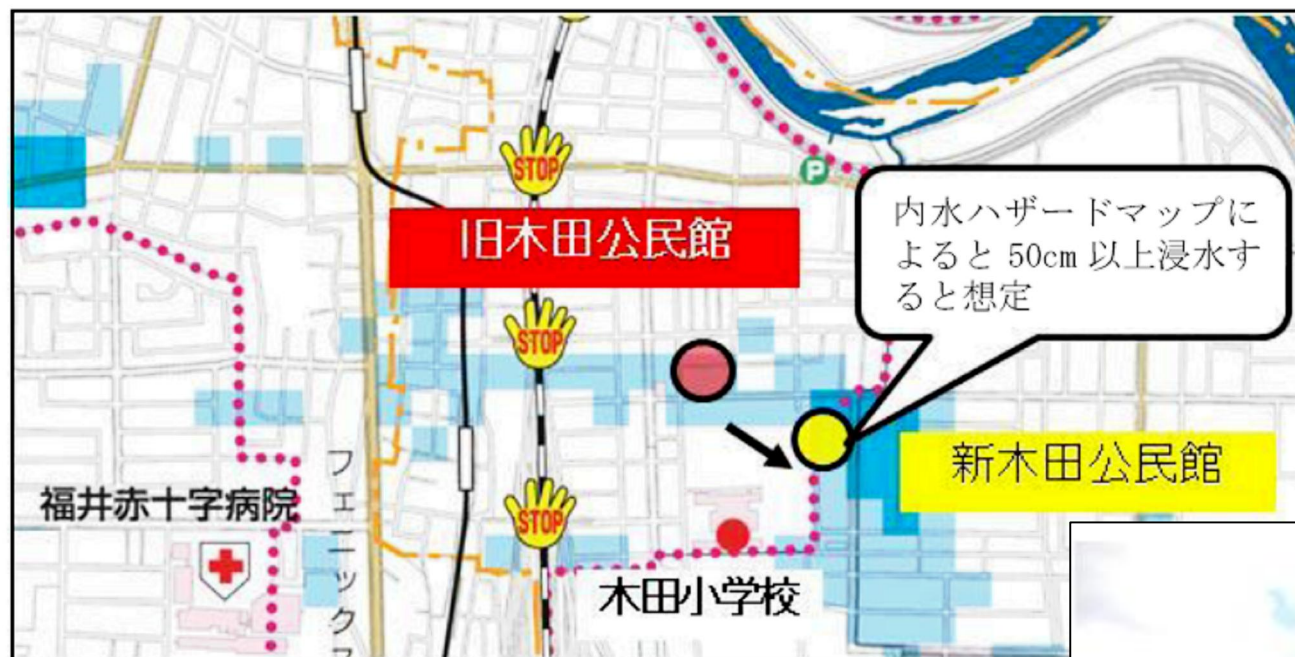 STOP
P
旧木田公民館
内水ハザードマップに
よると 50cm 以上浸水す
ると想定
STOP
新木田公民館
福井赤十字病院
フェニックス
STOP
木田小学校